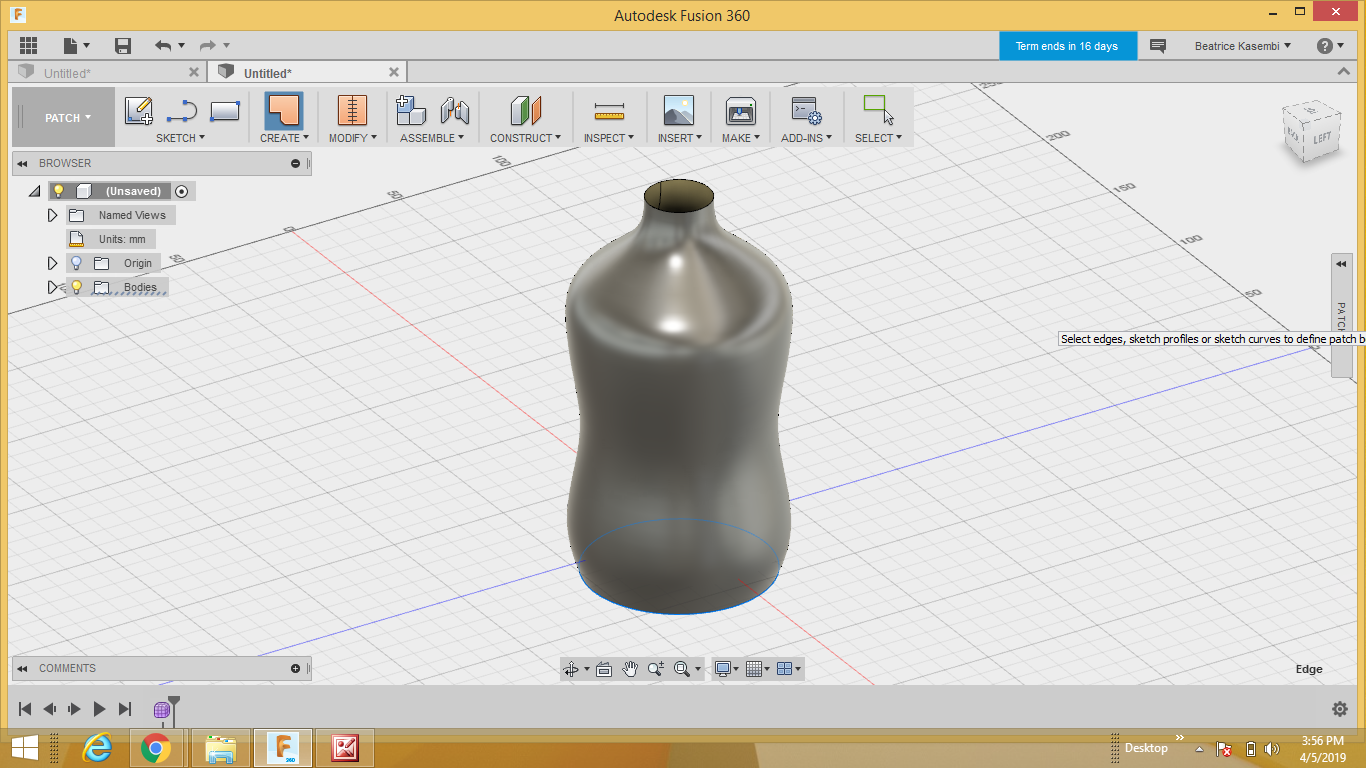 Autodesk Fusion 360
Term ends in 16 days
Beatrice Kasembi
Untitled*
Untitled*
PATCH
SKETCH
CREATE
MODIFY
ASSEMBLE
CONSTRUCT
INSPECT
INSERT
MAKE
ADD-INS
SELECT
BROWSER
(Unsaved)
Named Views
Units: mm
Origin
Bodies
100
50
0
50
200
150
100
50
LEFT
PATC
Select edges, sketch profiles or sketch curves to define patch b
COMMENTS
Edge
Desktop
3:56 PM
4/5/2019